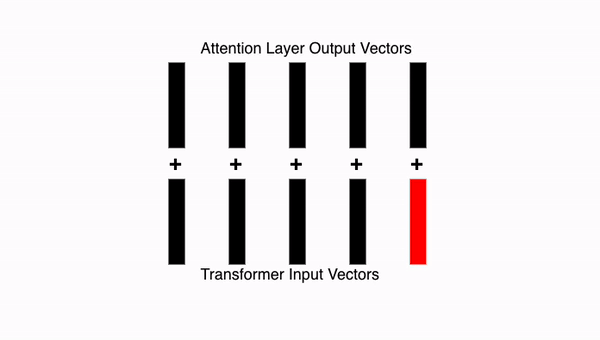 Attention Layer Output Vectors
+ + + + +
Transformer Input Vectors